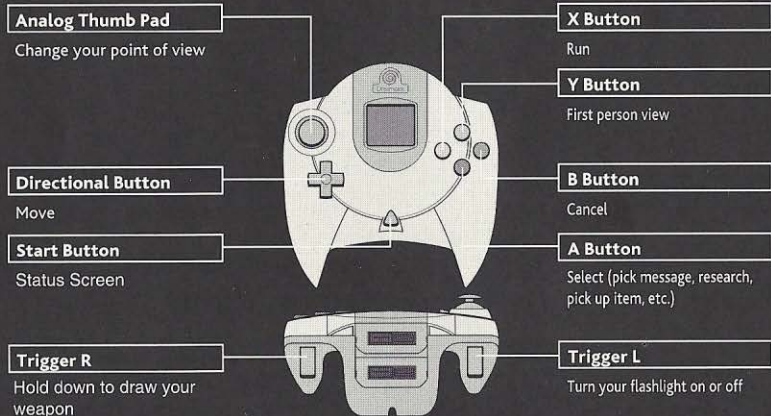 Analog Thumb Pad
Change your point of view
Directional Button
Move
Start Button
Status Screen
Trigger R
Hold down to draw your
weapon
X Button
Run
Y Button
First person view
B Button
Cancel
A Button
Select (pick message, research,
pick up item, etc.)
Trigger L
Turn your flashlight on or off
Dreamcast